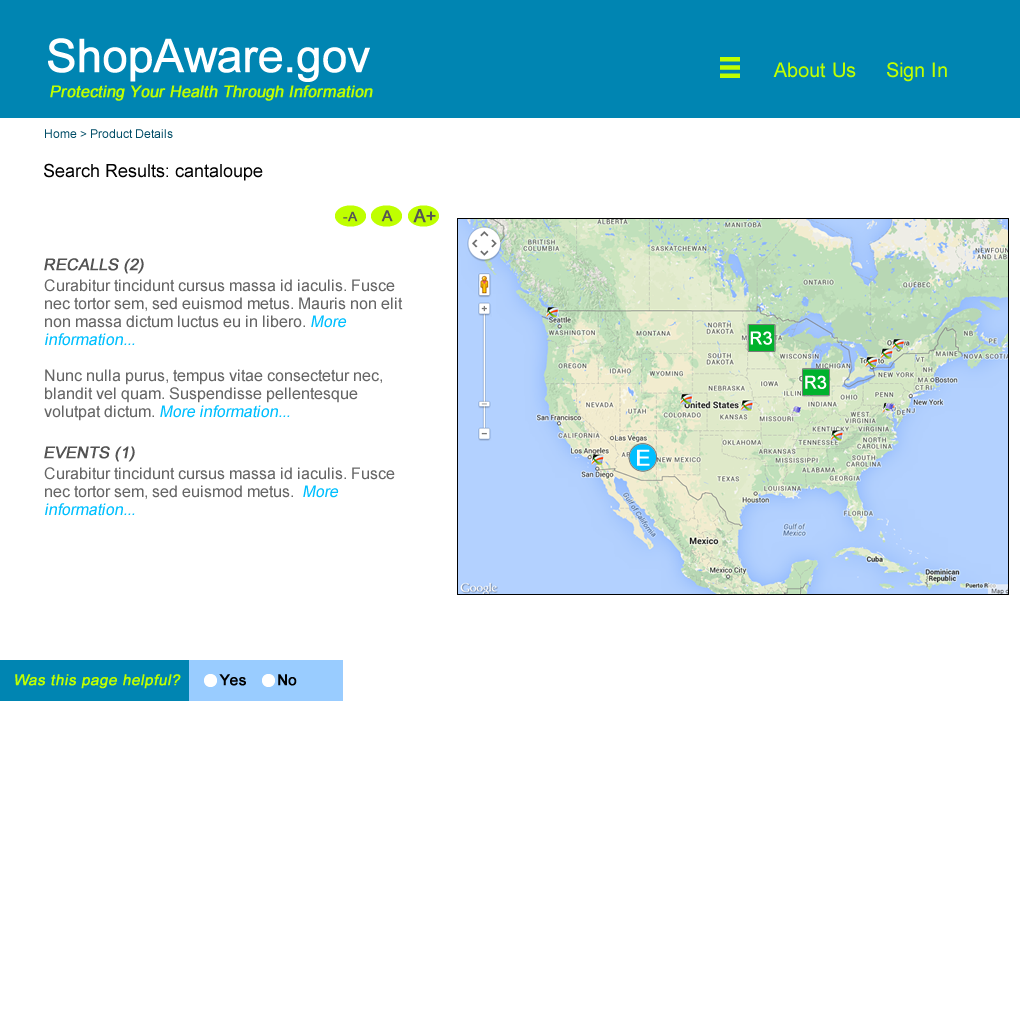 ShopAware.gov
Protecting Your Health Through Information
About Us
Sign In
Home > Product Details
Search Results: cantaloupe
-A
A
A+
RECALLS (2)
Curabitur tincidunt cursus massa id iaculis. Fusce
nec tortor sem, sed euismod metus. Mauris non elit
non massa dictum luctus eu in libero. More
information...
Nunc nulla purus, tempus vitae consectetur nec,
blandit vel quam. Suspendisse pellentesque
volutpat dictum. More information...
EVENTS (1)
Curabitur tincidunt cursus massa id iaculis. Fusce
nec tortor sem, sed euismod metus.  More
information...
ALBERTA
MANITOBA
BRITISH
COLUMBIA
SASKATCHEWAN
ONTARIO
QUEBEC
NEWFOUN
AND LAB
Seattle
WASHINGTON
MONTANA
NORTH
DAKOTA
R3
WISCONSIN
MICHIGAN
NB
PE
MAINE
NOVA SCOTIA
OREGON
IDAHO
WYOMING
SOUTH
DAKOTA
R3
NEW YORK
VT
NH
MA
Boston
CT
RI
NEBRASKA
IOWA
INDIANA
OHIO
PENN
New York
NEVADA
UTAH
COLORADO
United States
KANSAS
MISSOURI
WEST
VIRGINIA
DE
NJ
San Francisco
CALIFORNIA
Las Vegas
KENTUCKY
VIRGINIA
Los Angeles
E
NEW MEXICO
OKLAHOMA
ARKANSAS
TENNESSEE
NORTH
CAROLINA
San Diego
TEXAS
MISSISSIPPI
ALABAMA
SOUTH
CAROLINA
GEORGIA
LOUISIANA
Houston
FLORIDA
Gulf of
California
Gulf of
Mexico
Mexico
Mexico City
Cuba
Dominican
Republic
Puerto R
Google
Map d
Was this page helpful?
Yes
No